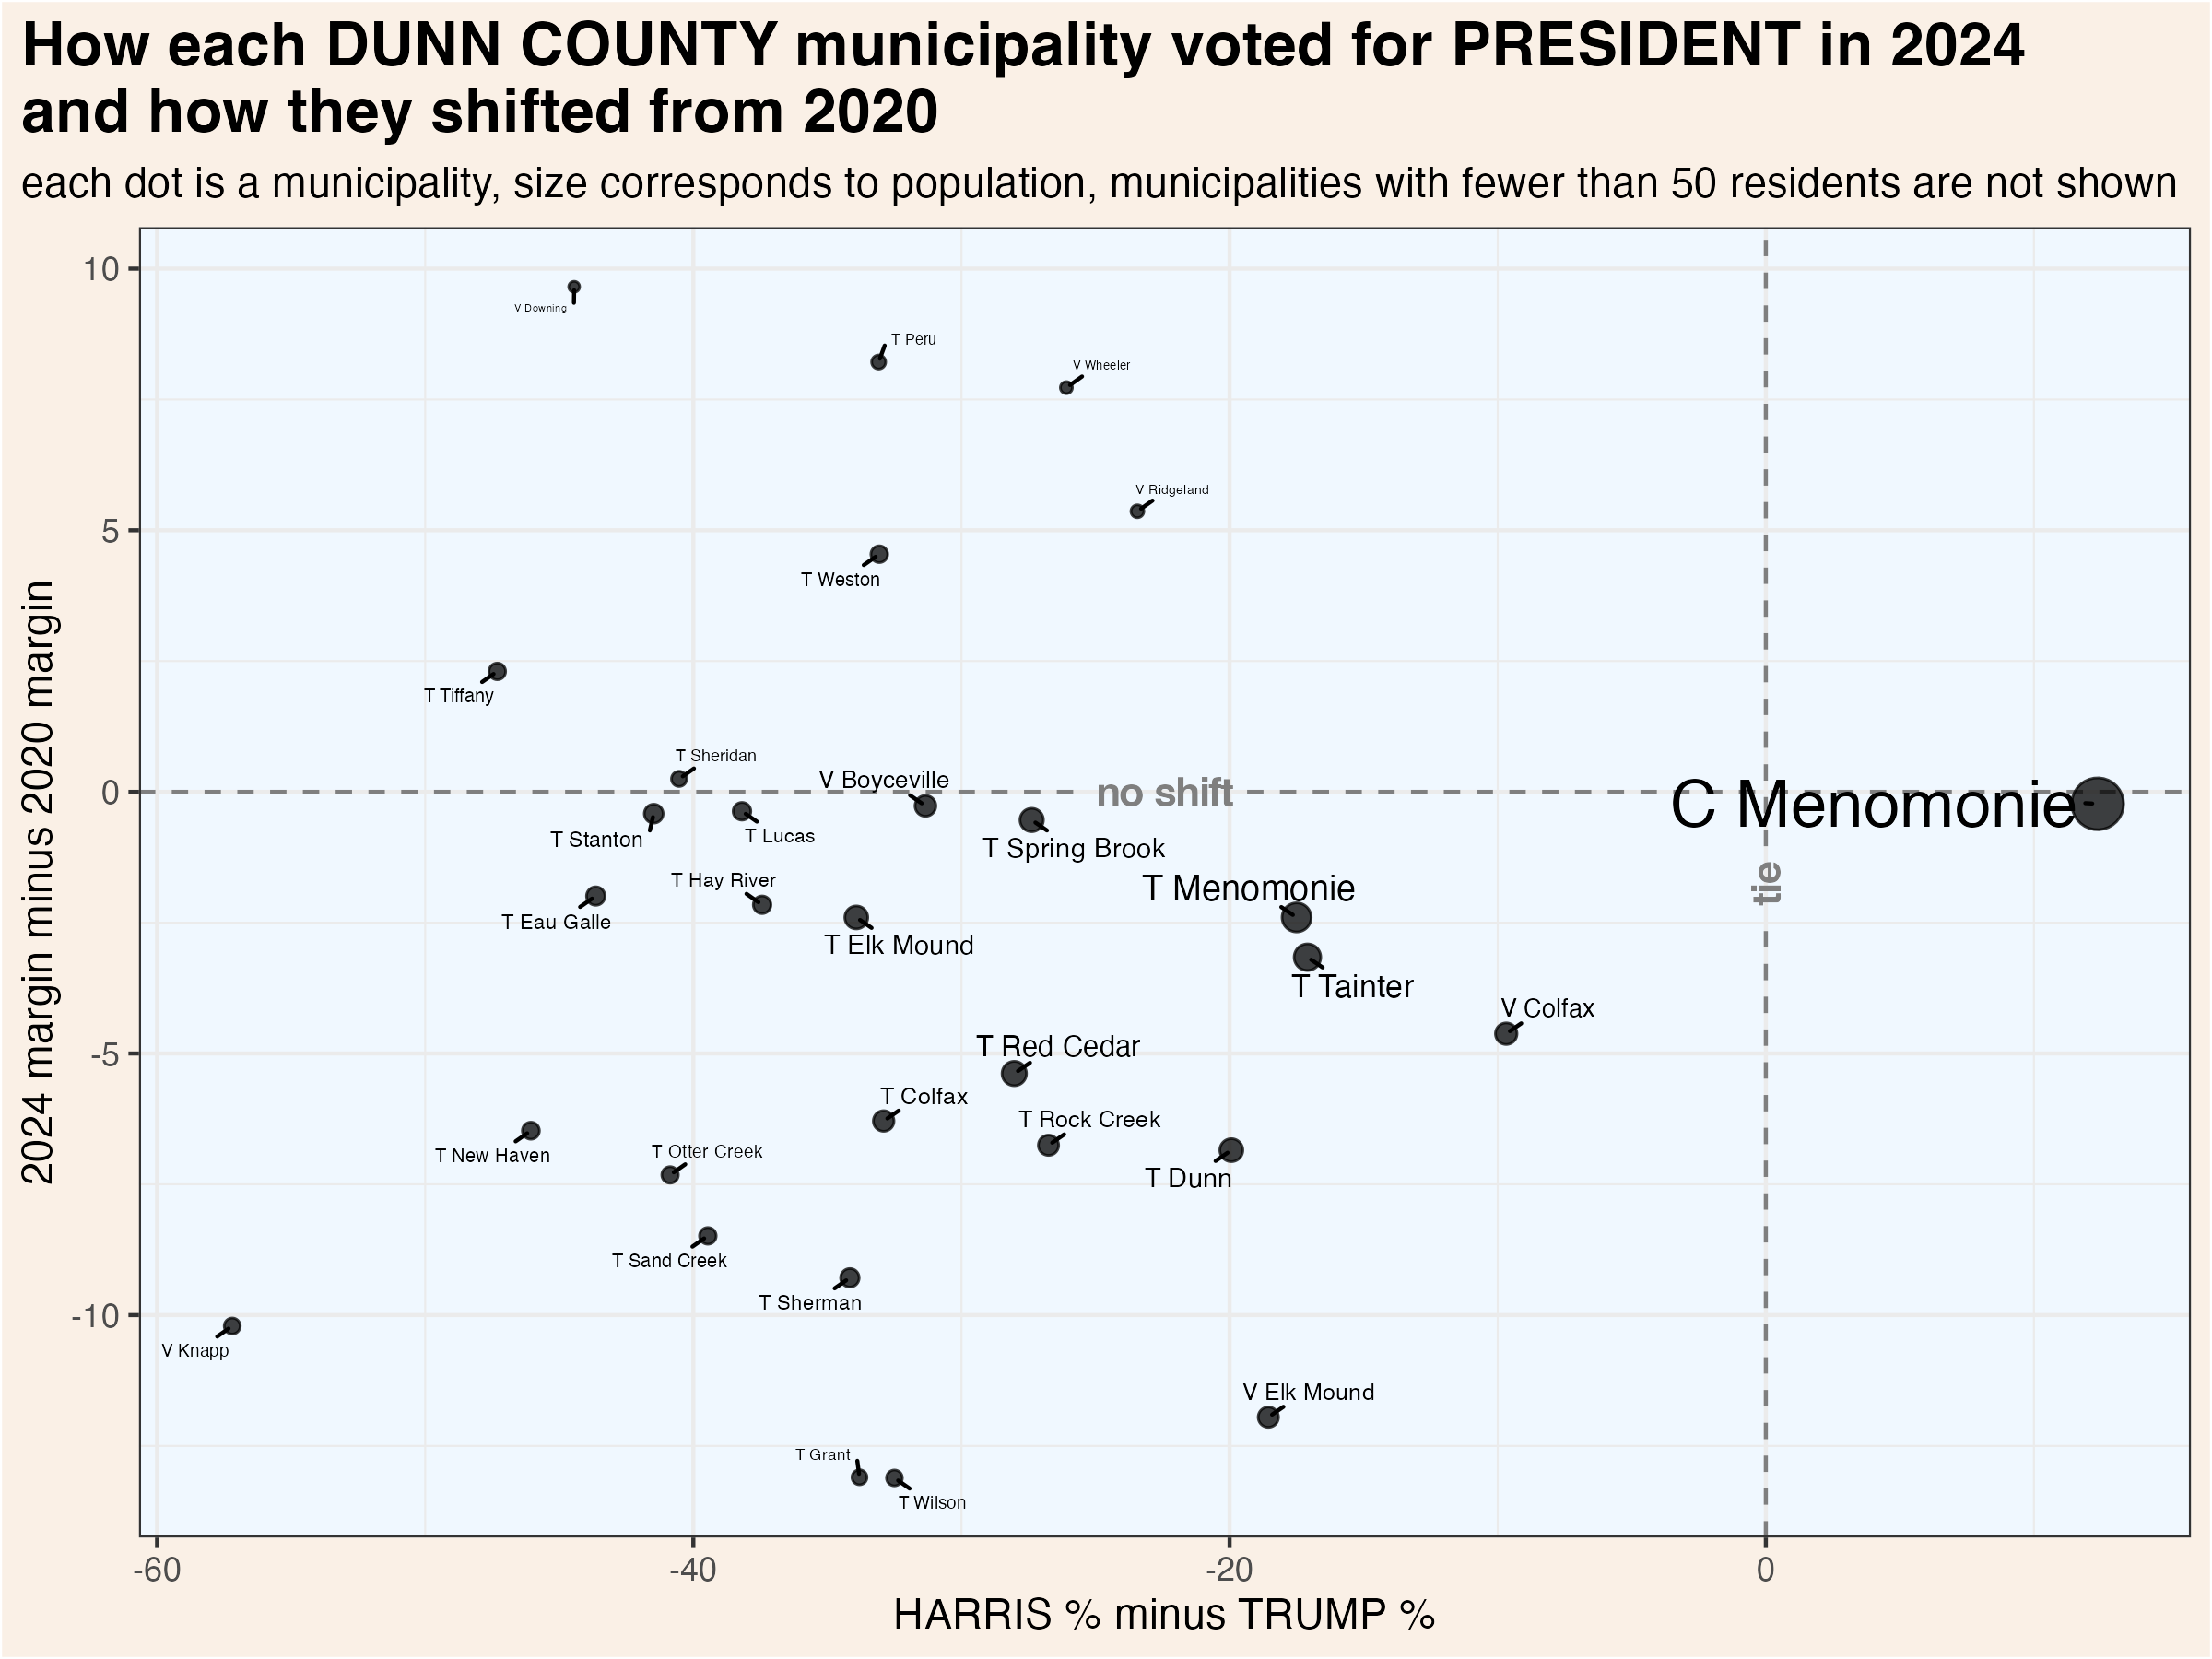 How each DUNN COUNTY municipality voted for PRESIDENT in 2024
and how they shifted from 2020
each dot is a municipality, size corresponds to population, municipalities with fewer than 50 residents are not shown
10
V Downing
T Peru
V Wheeler
V Ridgeland
5
T Weston
T Tiffany
T Sheridan
V Boyceville
no shift
0
C Menomonie
T Stanton
T Lucas
T Spring Brook
T Hay River
T Menomonie
tie
T Eau Galle
T Elk Mound
T Tainter
V Colfax
T Red Cedar
-5
T Colfax
T Rock Creek
T New Haven
T Otter Creek
T Dunn
T Sand Creek
T Sherman
-10
V Knapp
V Elk Mound
T Grant
T Wilson
2024 margin minus 2020 margin
-60
-40
-20
0
HARRIS % minus TRUMP %